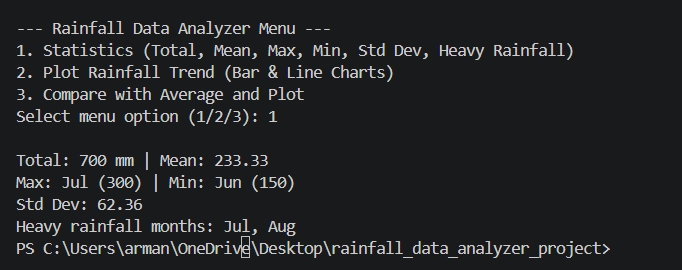 --- Rainfall Data Analyzer Menu ---
1. Statistics (Total, Mean, Max, Min, Std Dev, Heavy Rainfall)
2. Plot Rainfall Trend (Bar & Line Charts)
3. Compare with Average and Plot
Select menu option (1/2/3): 1
Total: 700 mm | Mean: 233.33
Max: Jul (300) | Min: Jun (150)
Std Dev: 62.36
Heavy rainfall months: Jul, Aug
PS C:\Users\arman\OneDrive\Desktop\rainfall_data_analyzer_project>